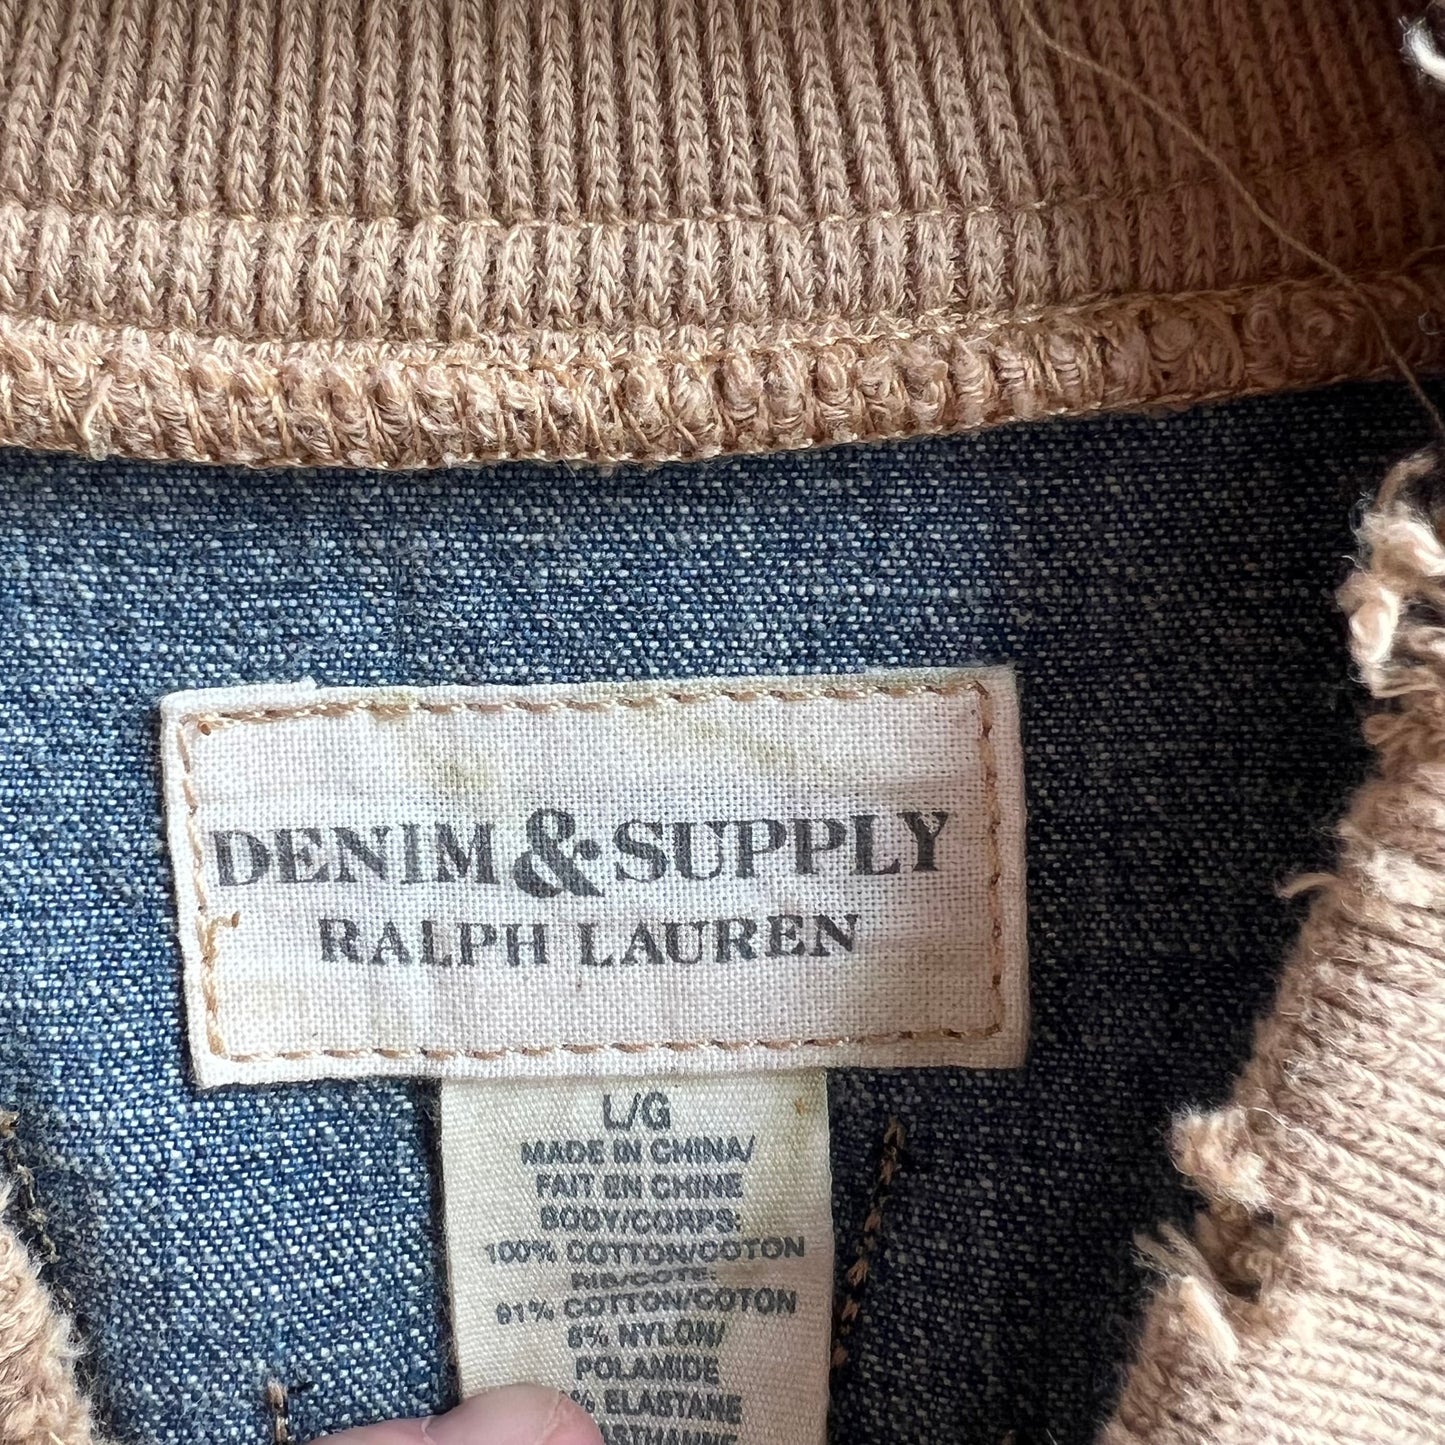 DENIM & SUPPLY
RALPH LAUREN
L/G
MADE IN CHINA/
FAIT EN CHINE
BODY/CORPS:
100% COTTON/COTON
RIB/COTE:
91% COTTON/COTON
8% NYLON/
POLAMIDE
% ELASTANE